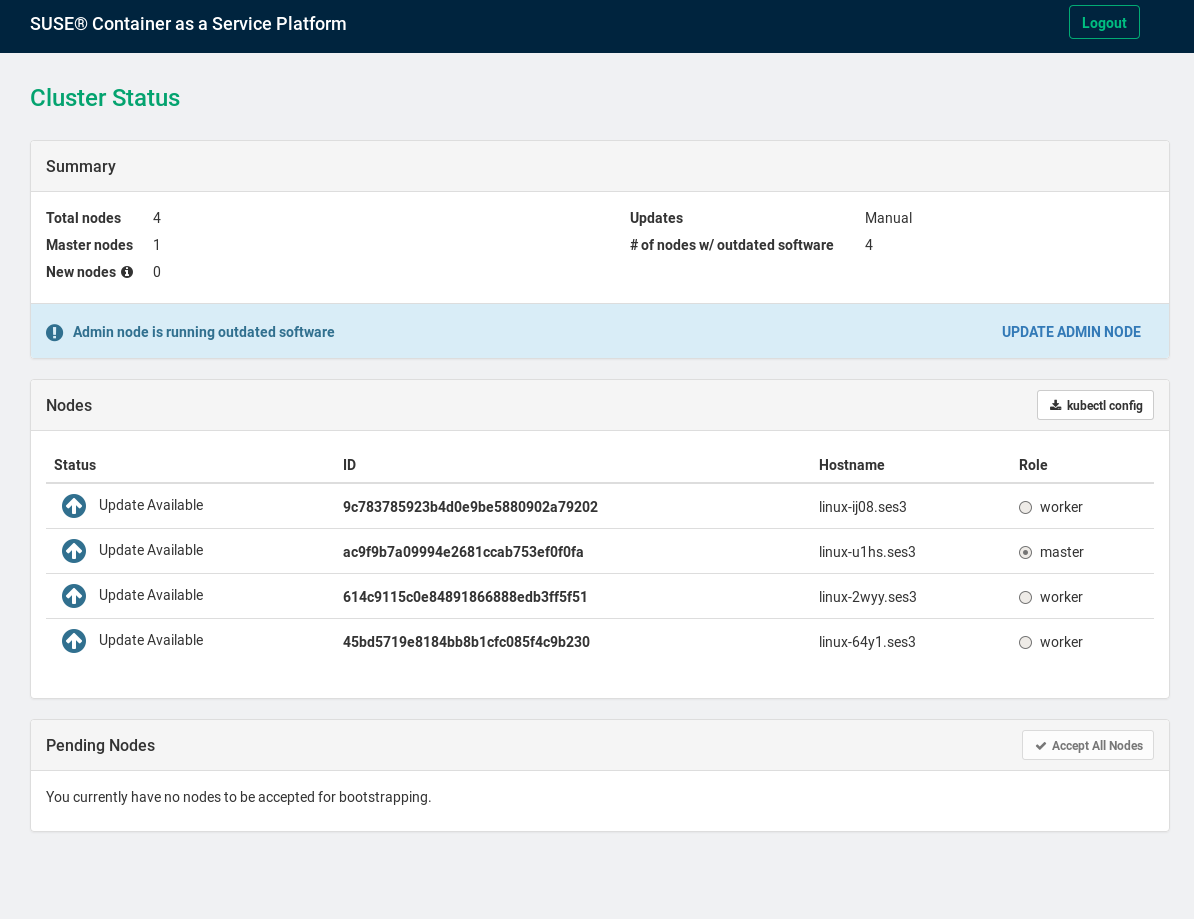 SUSE® Container as a Service Platform
Logout
Cluster Status
Summary
Total nodes 4
Master nodes 1
New nodes 0
Updates Manual
# of nodes w/ outdated software 4
Admin node is running outdated software
UPDATE ADMIN NODE
Nodes
kubectl config
Status ID Hostname Role
Update Available 9c783785923b4d0e9be5880902a79202 linux-ij08.ses3 worker
Update Available ac9f9b7a09994e2681ccab753ef0f0fa linux-u1hs.ses3 master
Update Available 614c9115c0e84891866888edb3ff5f51 linux-2wyy.ses3 worker
Update Available 45bd5719e8184bb8b1cfc085f4c9b230 linux-64y1.ses3 worker
Pending Nodes
Accept All Nodes
You currently have no nodes to be accepted for bootstrapping.